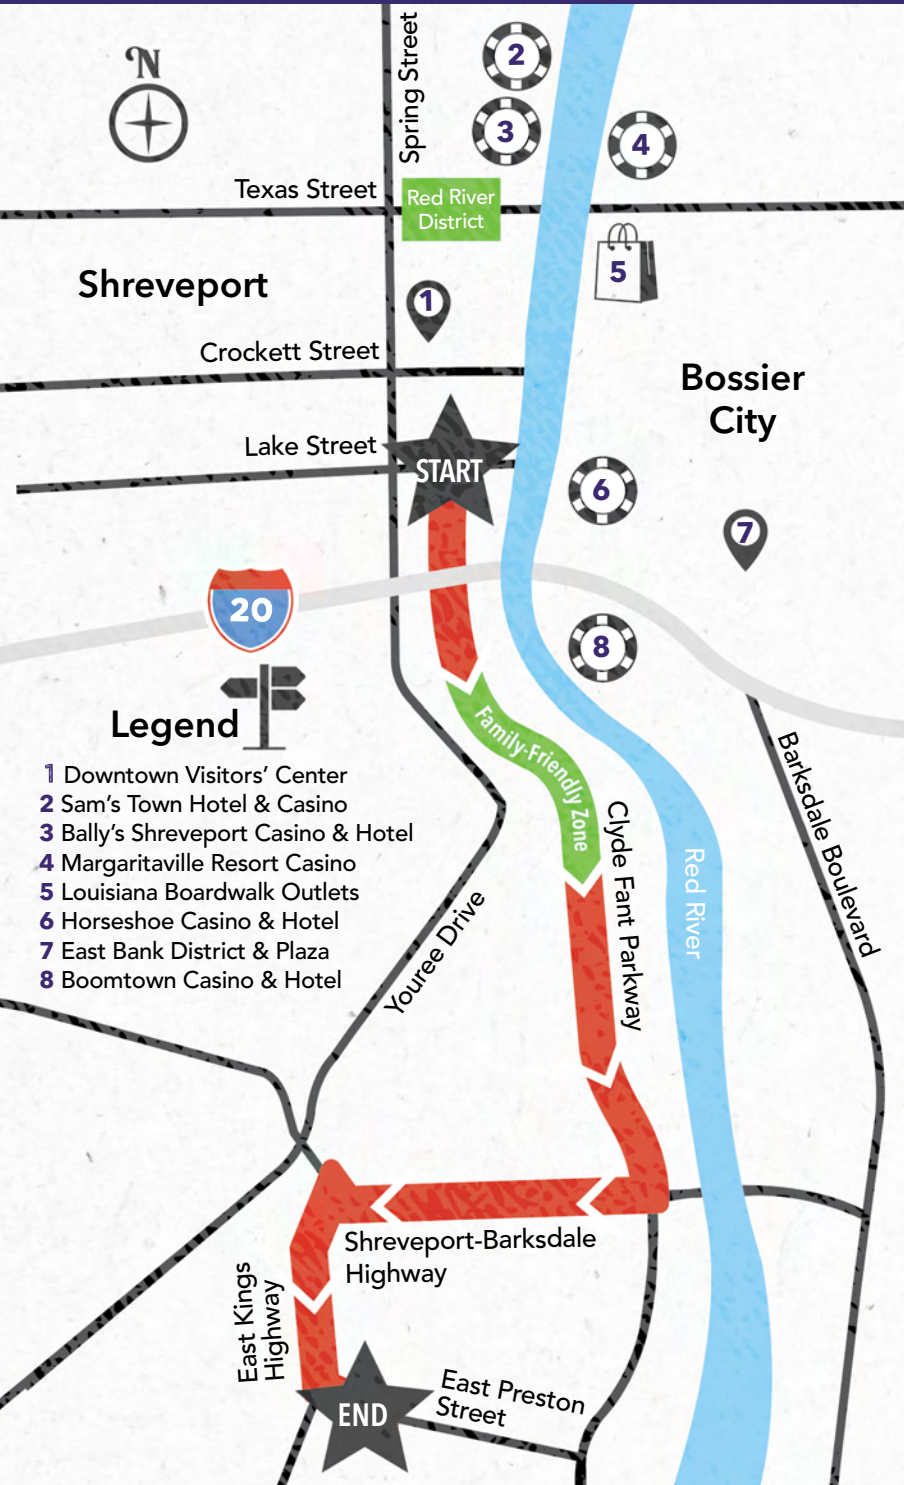 N
Spring Street
2
3
4
Texas Street
Red River
District
5
Shreveport
1
Crockett Street
Bossier
City
Lake Street
START
6
7
20
8
Legend
1 Downtown Visitors' Center
2 Sam's Town Hotel & Casino
3 Bally's Shreveport Casino & Hotel
4 Margaritaville Resort Casino
5 Louisiana Boardwalk Outlets
6 Horseshoe Casino & Hotel
7 East Bank District & Plaza
8 Boomtown Casino & Hotel
Family-Friendly Zone
Clyde Fant Parkway
Red River
Barksdale Boulevard
Youree Drive
Shreveport-Barksdale
Highway
East Kings
Highway
END
East Preston
Street